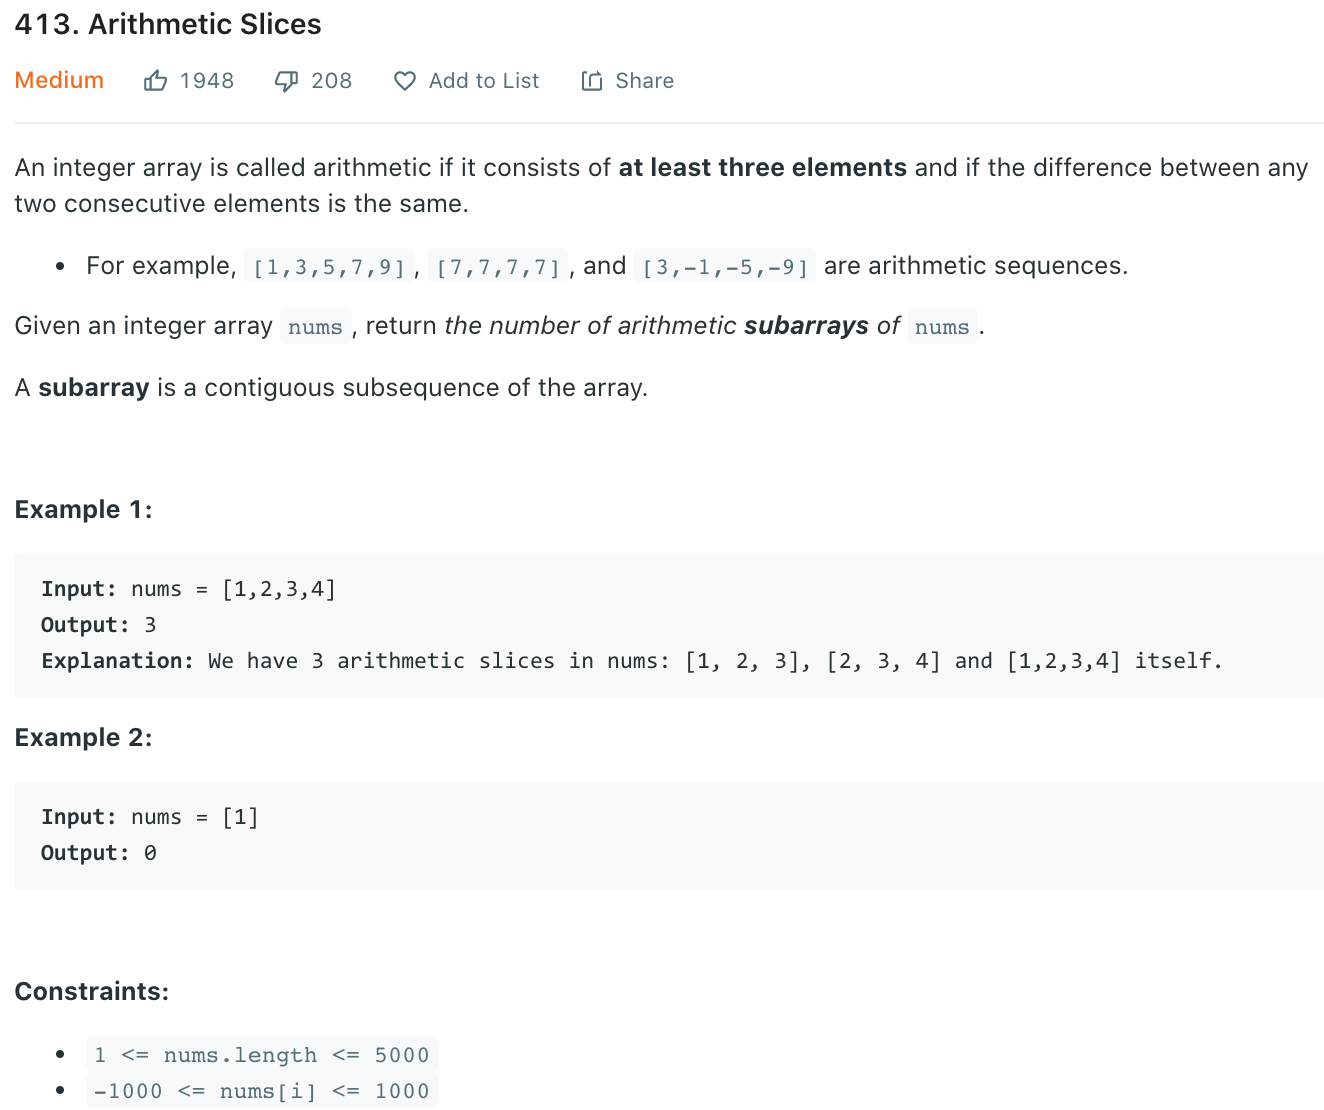 413. Arithmetic Slices
Medium 1948 208 Add to List Share
An integer array is called arithmetic if it consists of at least three elements and if the difference between any
two consecutive elements is the same.
• For example, [1,3,5,7,9], [7,7,7,7], and [3,-1,-5,-9] are arithmetic sequences.
Given an integer array nums, return the number of arithmetic subarrays of nums.
A subarray is a contiguous subsequence of the array.
Example 1:
Input: nums = [1,2,3,4]
Output: 3
Explanation: We have 3 arithmetic slices in nums: [1, 2, 3], [2, 3, 4] and [1,2,3,4] itself.
Example 2:
Input: nums = [1]
Output: 0
Constraints:
• 1 <= nums.length <= 5000
• -1000 <= nums[i] <= 1000